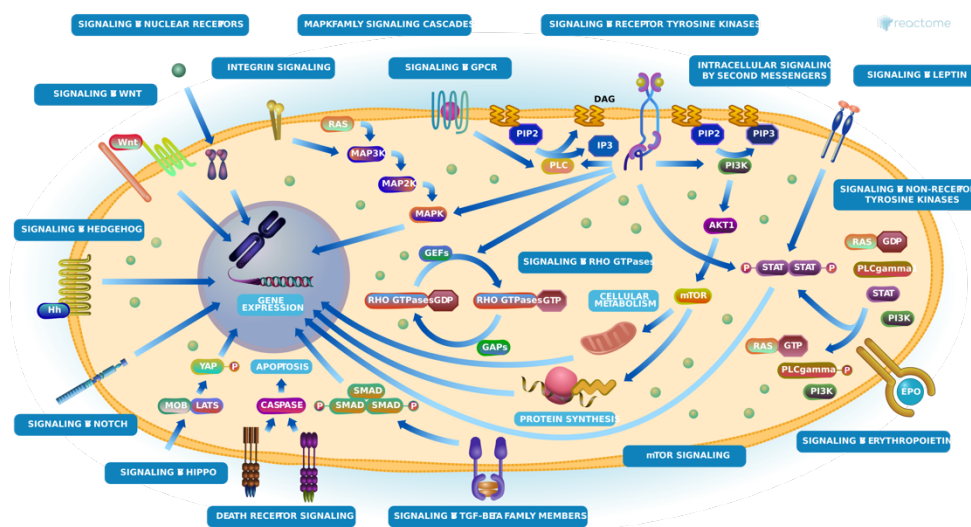 SIGNALING BY NUCLEAR RECEPTORS
MAPK FAMILY SIGNALING CASCADES
SIGNALING BY RECEPTOR TYROSINE KINASES
reactome
INTEGRIN SIGNALING
SIGNALING BY GPCR
INTRACELLULAR SIGNALING
BY SECOND MESSENGERS
SIGNALING BY LEPTIN
SIGNALING BY WNT
DAG
Wnt
RAS
PIP2
IP3
PIP2
PIP3
MAP3K
PLC
PI3K
MAP2K
SIGNALING BY NON-RECEPTOR
TYROSINE KINASES
MAPK
AKT1
SIGNALING BY HEDGEHOG
RAS
GDP
GEFs
SIGNALING BY RHO GTPases
P
STAT
STAT
P
PLCgamma
STAT
PI3K
Hh
GENE
EXPRESSION
RHO GTPases
GDP
RHO GTPases
GTP
CELLULAR
METABOLISM
mTOR
GAPs
RAS
GTP
YAP
P
APOPTOSIS
PLCgamma
P
PI3K
EPO
SMAD
MOB
LATS
CASPASE
P
SMAD
SMAD
P
PROTEIN SYNTHESIS
SIGNALING BY NOTCH
SIGNALING BY ERYTHROPOIETIN
SIGNALING BY HIPPO
mTOR SIGNALING
DEATH RECEPTOR SIGNALING
SIGNALING BY TGF-BETA FAMILY MEMBERS